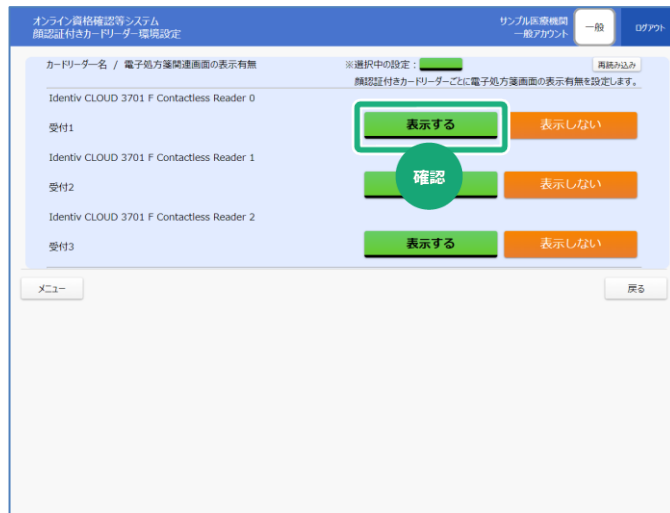 オンライン資格確認等システム
顔認証付きカードリーダー環境設定
サンプル医療機関
一般アカウント
一般
ログアウト
カードリーダー名 / 電子処方箋関連画面の表示有無
※選択中の設定：
再読み込み
顔認証付きカードリーダーごとに電子処方箋画面の表示有無を設定します。
Identiv CLOUD 3701 F Contactless Reader 0
受付1
表示する
表示しない
Identiv CLOUD 3701 F Contactless Reader 1
確認
受付2
表示しない
Identiv CLOUD 3701 F Contactless Reader 2
受付3
表示する
表示しない
メニュー
戻る